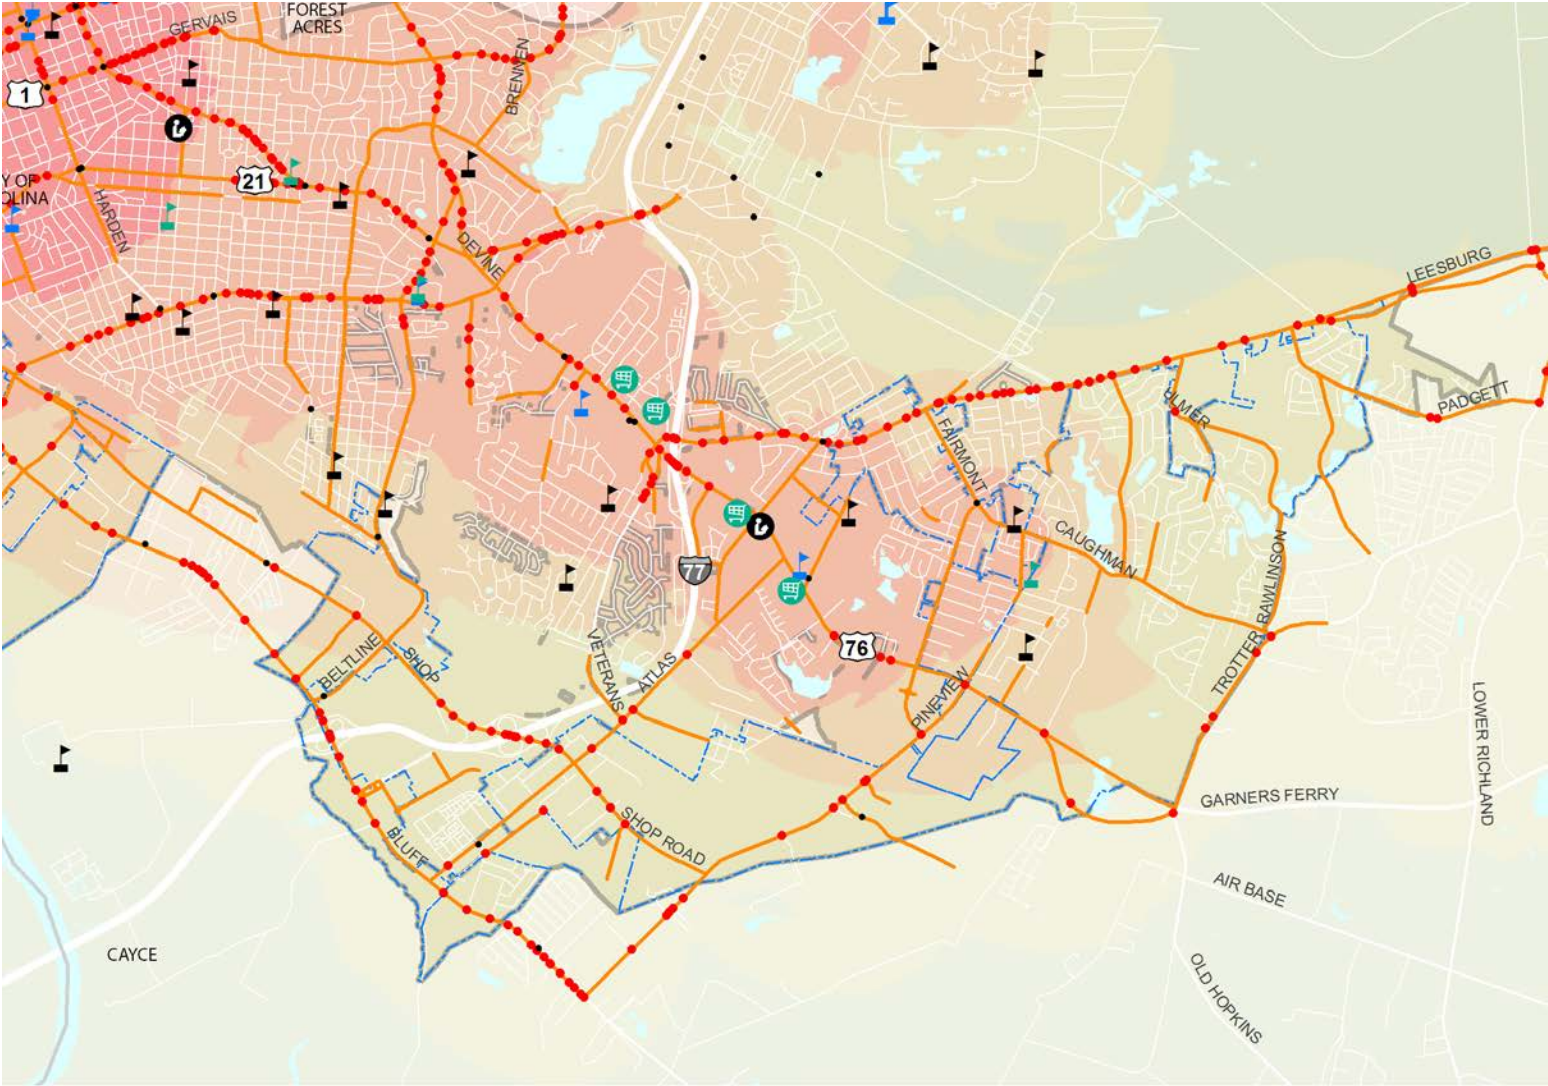 FOREST
ACRES
GERVAIS
BRENNEN
1
21
Y OF
OLINA
HARDEN
DEVINE
LEESBURG
PADGETT
ULMER
FAIRMONT
CAUGHMAN
77
TROTTER
RAWLINSON
76
BELTLINE
SHOP
VETERANS
ATLAS
PINEVIEW
LOWER RICHLAND
GARNERS FERRY
SHOP ROAD
BLUFF
AIR BASE
CAYCE
OLD HOPKINS